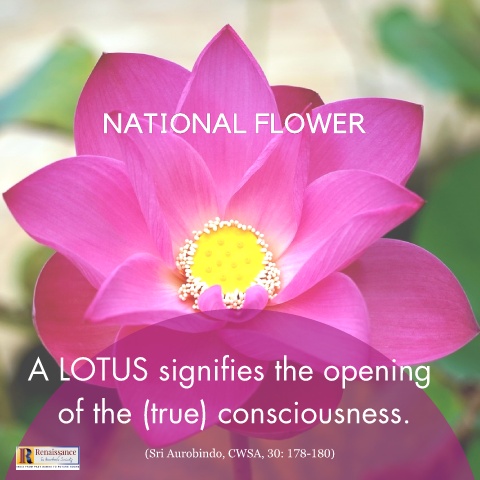 NATIONAL FLOWER
A LOTUS signifies the opening
of the (true) consciousness.
(Sri Aurobindo, CWSA, 30: 178-180)
Renaissance